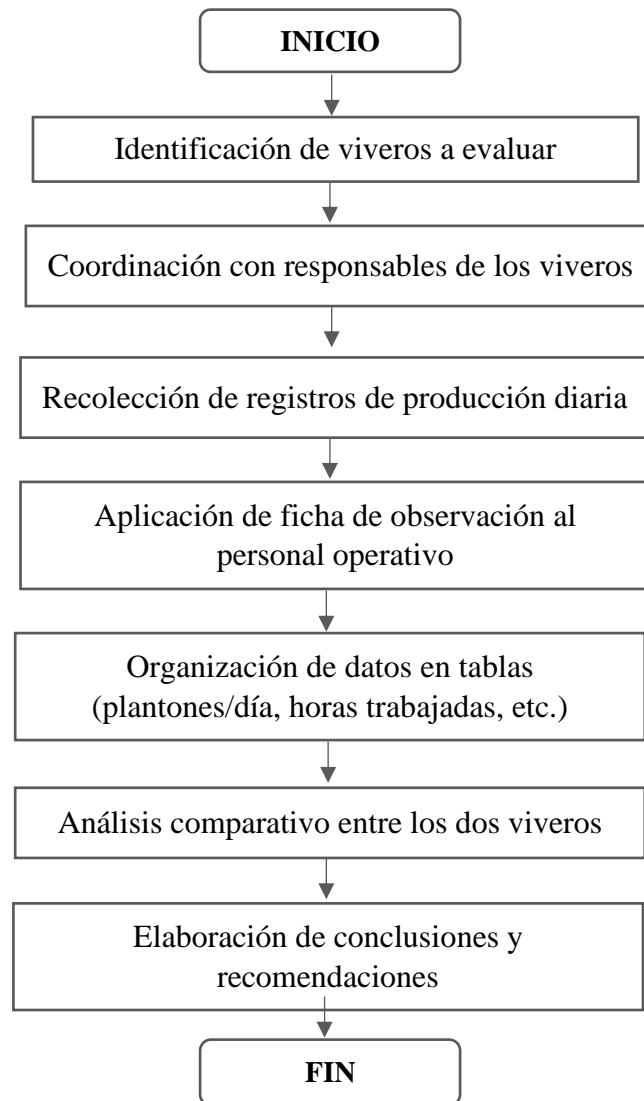 INICIO
Identificación de viveros a evaluar
Coordinación con responsables de los viveros
Recolección de registros de producción diaria
Aplicación de ficha de observación al
personal operativo
Organización de datos en tablas
(plantones/día, horas trabajadas, etc.)
Análisis comparativo entre los dos viveros
Elaboración de conclusiones y
recomendaciones
FIN